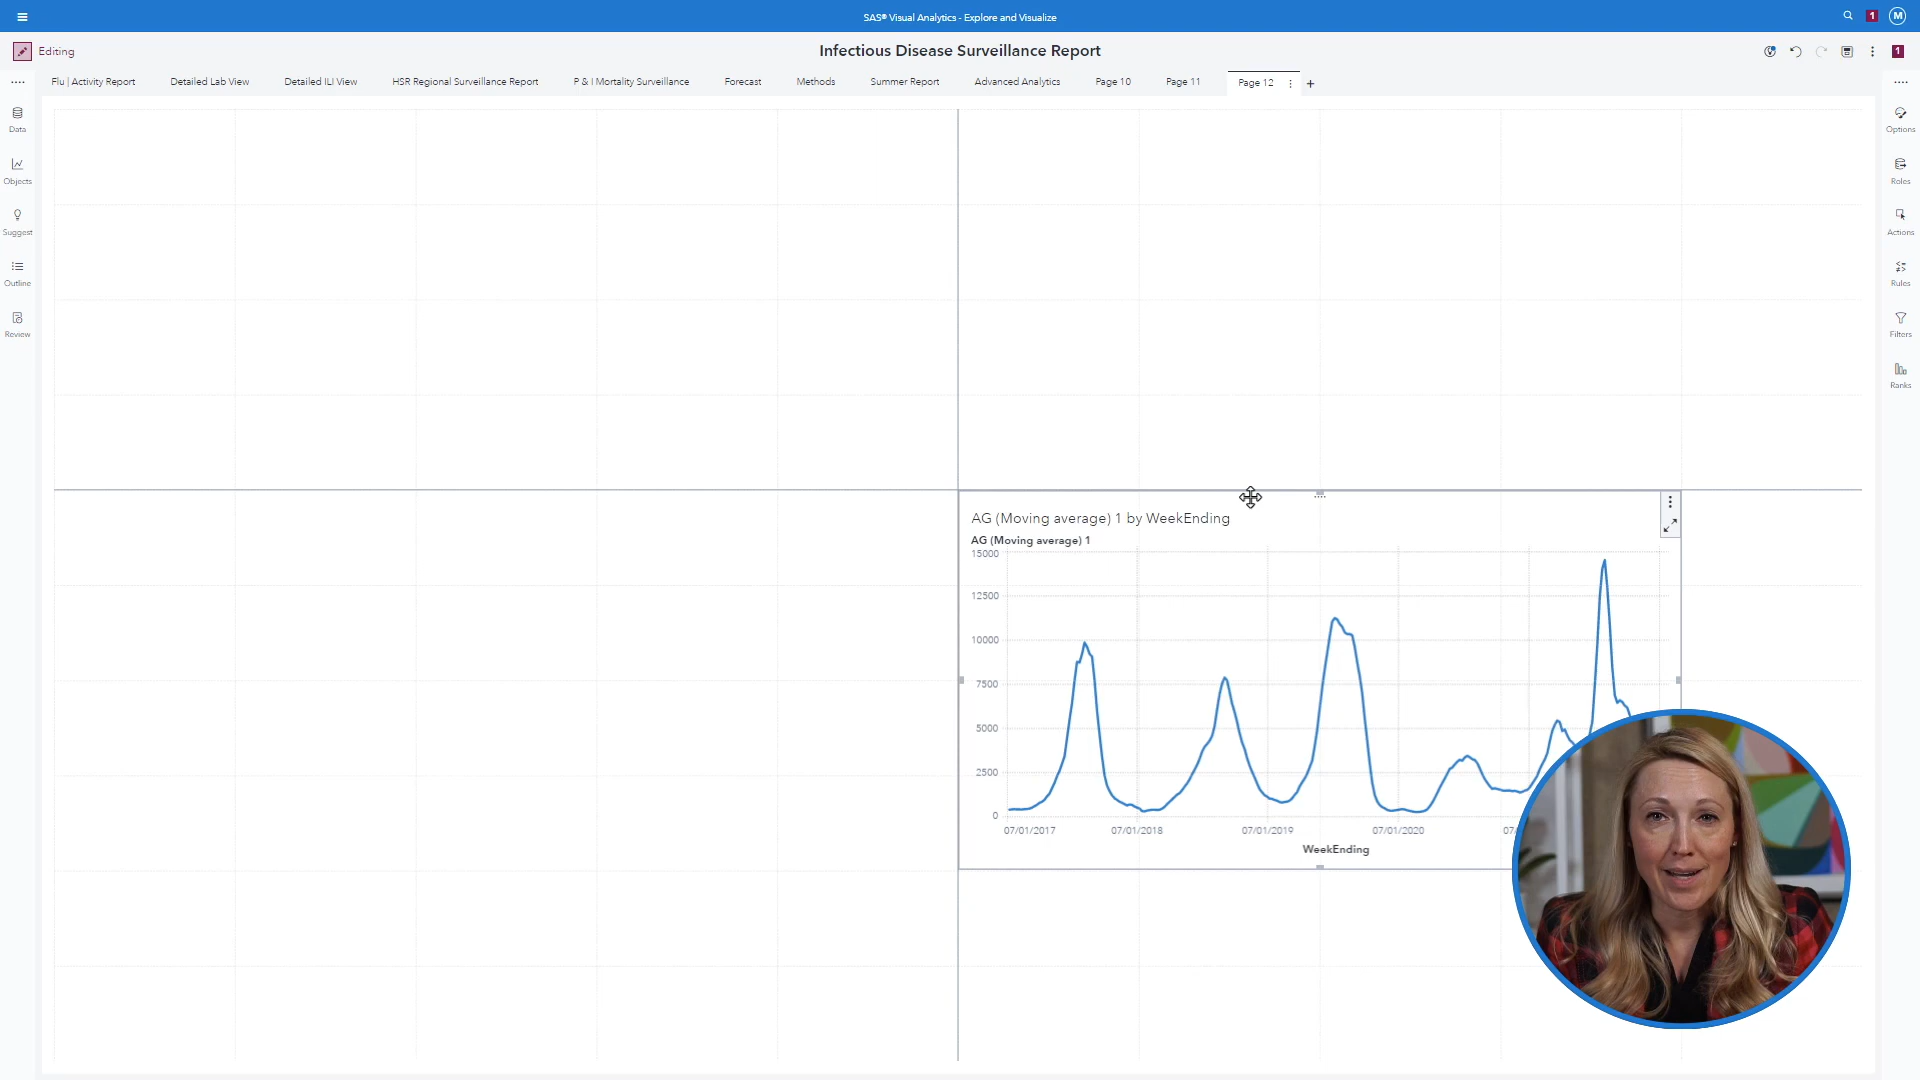 SAS® Visual Analytics - Explore and Visualize
1
M
Editing
Infectious Disease Surveillance Report
1
Flu | Activity Report
Detailed Lab View
Detailed ILI View
HSR Regional Surveillance Report
P & I Mortality Surveillance
Forecast
Methods
Summer Report
Advanced Analytics
Page 10
Page 11
Page 12
Data
Objects
Suggest
Outline
Review
Options
Roles
Actions
Rules
Filters
Ranks
AG (Moving average) 1 by WeekEnding
AG (Moving average) 1
15000
12500
10000
7500
5000
2500
0
07/01/2017
07/01/2018
07/01/2019
07/01/2020
WeekEnding